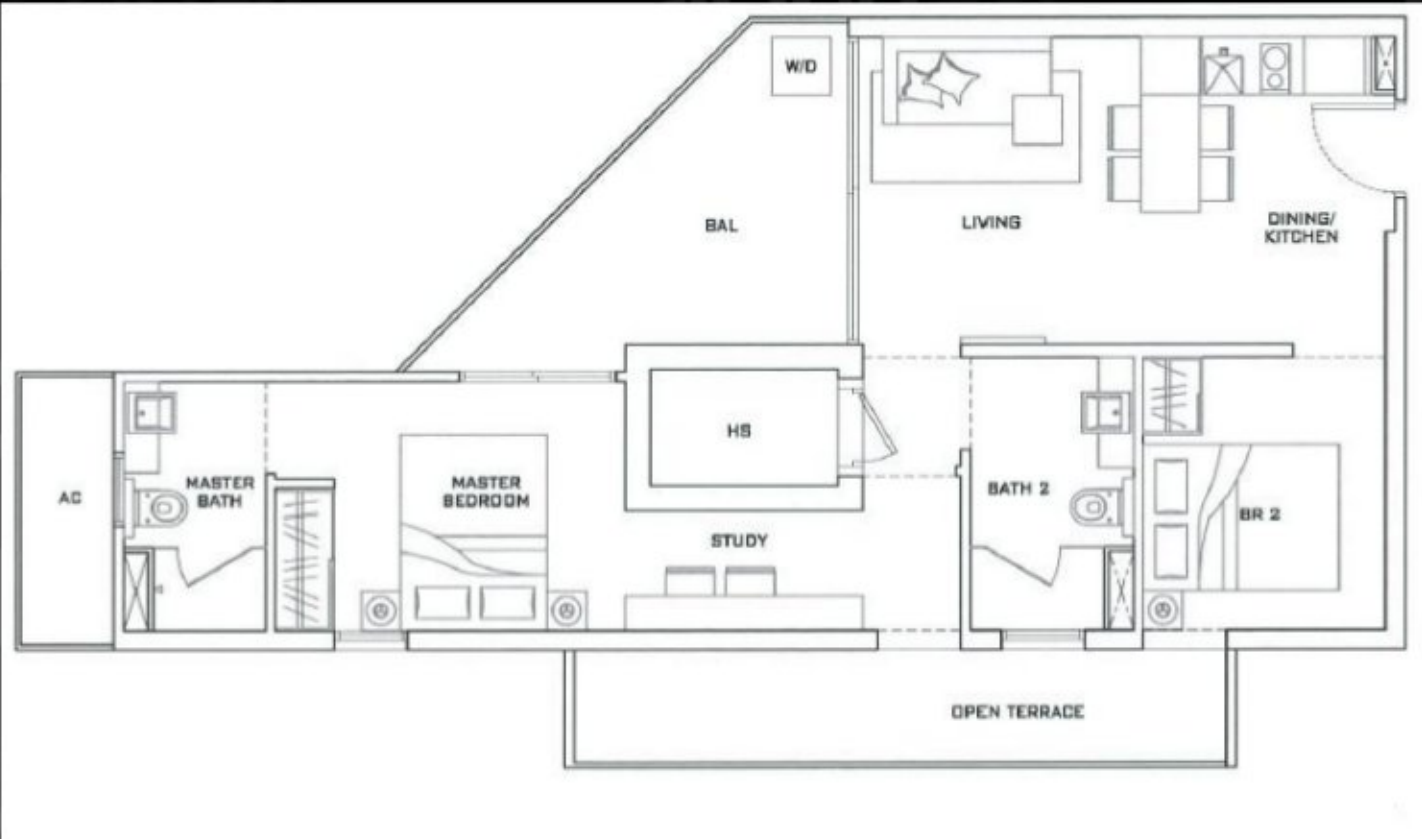 W/D
BAL
LIVING
DINING/
KITCHEN
HS
AC
MASTER
BATH
MASTER
BEDROOM
BATH 2
BR 2
STUDY
OPEN TERRACE